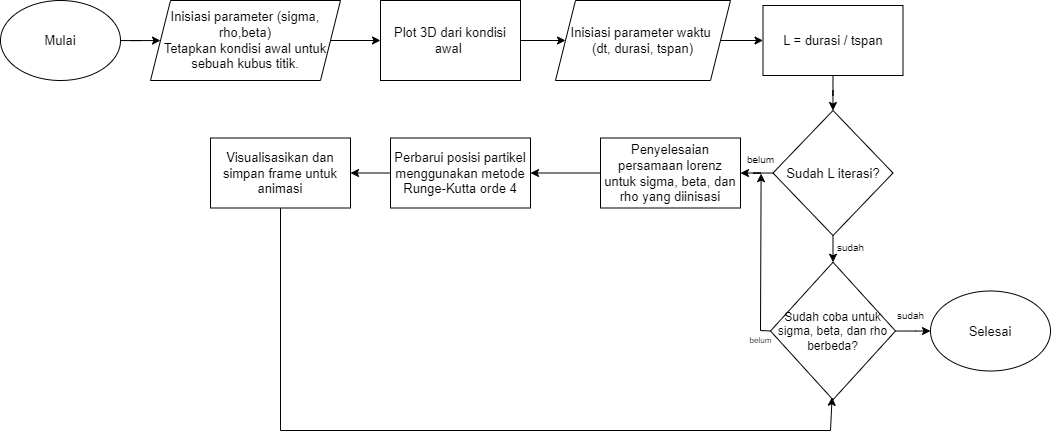 Mulai
Inisiasi parameter (sigma,
rho,beta)
Tetapkan kondisi awal untuk
sebuah kubus titik.
Plot 3D dari kondisi
awal
Inisiasi parameter waktu
(dt, durasi, tspan)
L = durasi / tspan
Sudah L iterasi?
belum
Penyelesaian
persamaan lorenz
untuk sigma, beta, dan
rho yang diinisasi
Perbarui posisi partikel
menggunakan metode
Runge-Kutta orde 4
Visualisasikan dan
simpan frame untuk
animasi
sudah
Sudah coba untuk
sigma, beta, dan rho
berbeda?
belum
sudah
Selesai